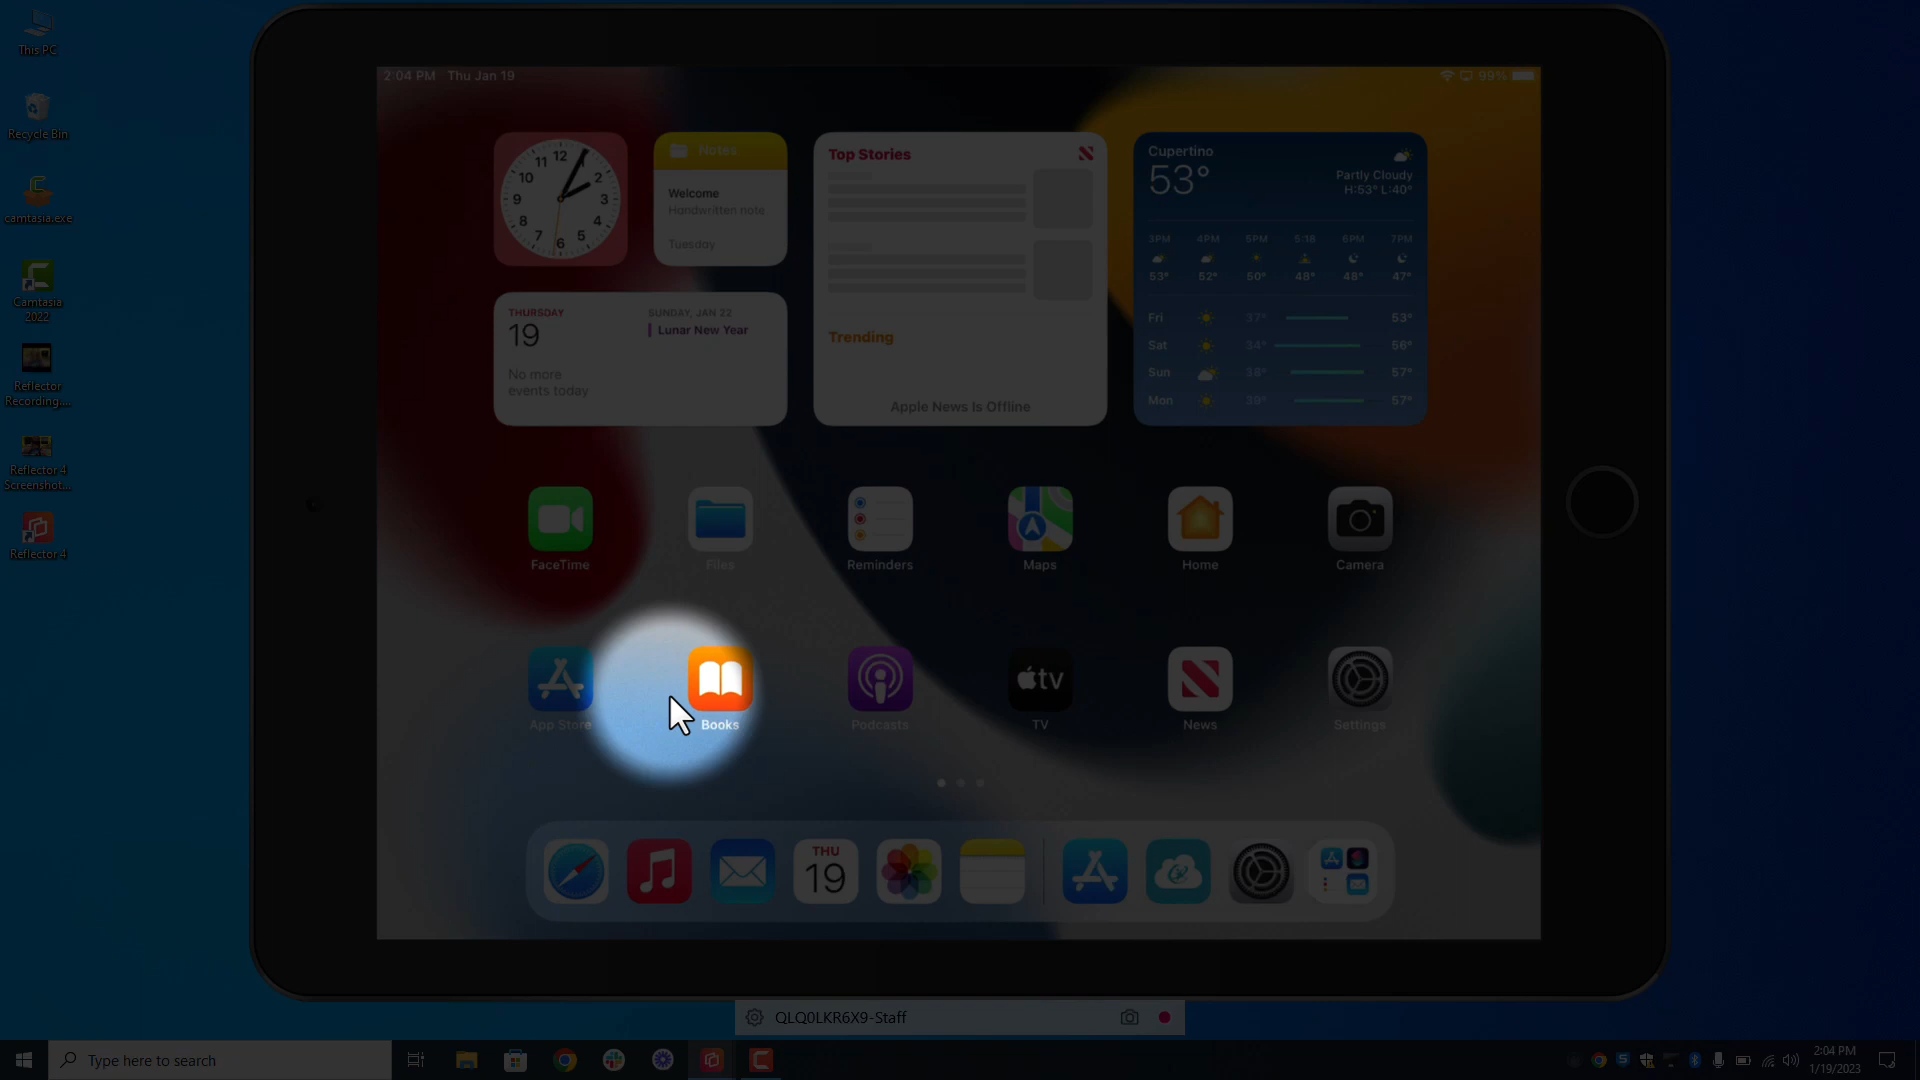 This PC
Recycle Bin
camtasia.exe
Camtasia
2022
Reflector
Recording....
Reflector 4
Screenshot...
Reflector 4
2:04 PM Thu Jan 19
99%
12
1
2
3
4
5
6
7
8
9
10
11
Notes
Welcome
Handwritten note
Tuesday
THURSDAY
19
No more
events today
SUNDAY, JAN 22
Lunar New Year
Top Stories
Trending
Apple News Is Offline
Cupertino
53°
Partly Cloudy
H:53° L:40°
3PM 4PM 5PM 5:18 6PM 7PM
53° 52° 50° 48° 48° 47°
Fri 37° 53°
Sat 34° 56°
Sun 38° 57°
Mon 39° 57°
FaceTime Files Reminders Maps Home Camera
tv
App Store Books Podcasts TV News Settings
THU
19
QLQ0LKR6X9-Staff
Type here to search
2:04 PM
1/19/2023